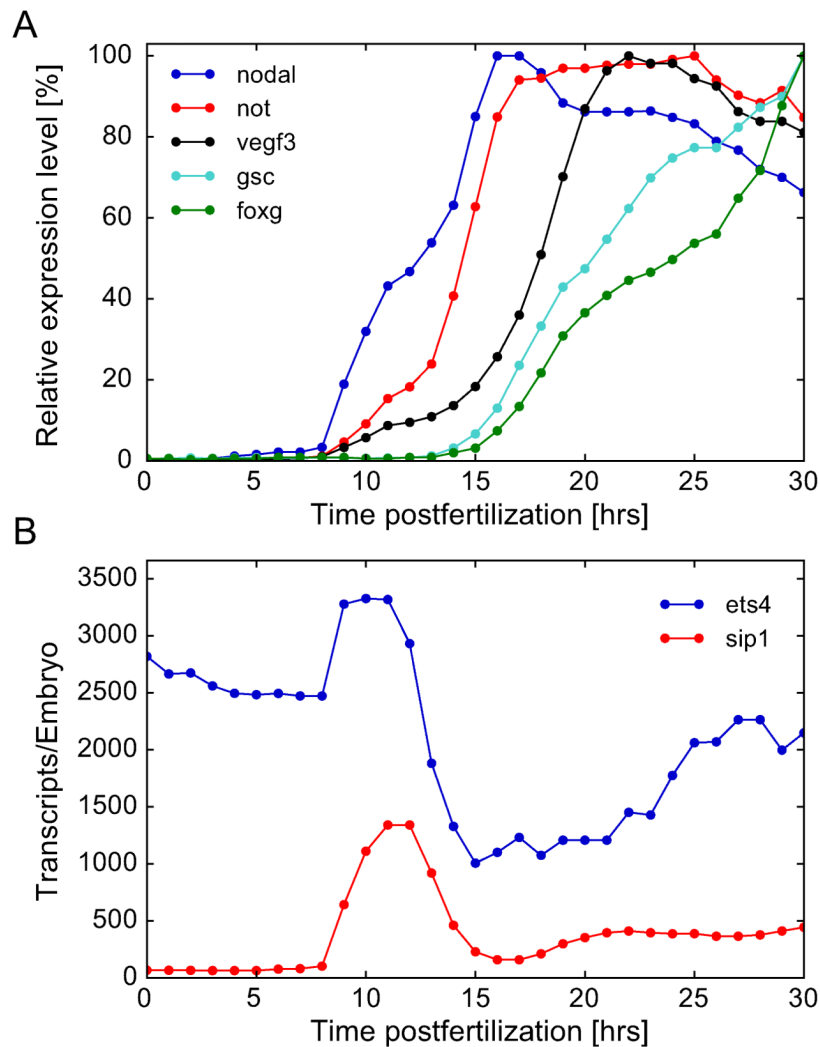 A
100
80
60
40
20
0
Relative expression level [%]
nodal
not
vegf3
gsc
foxg
0 5 10 15 20 25 30
Time postfertilization [hrs]
B
3500
3000
2500
2000
1500
1000
500
0
Transcripts/Embryo
ets4
sip1
0 5 10 15 20 25 30
Time postfertilization [hrs]